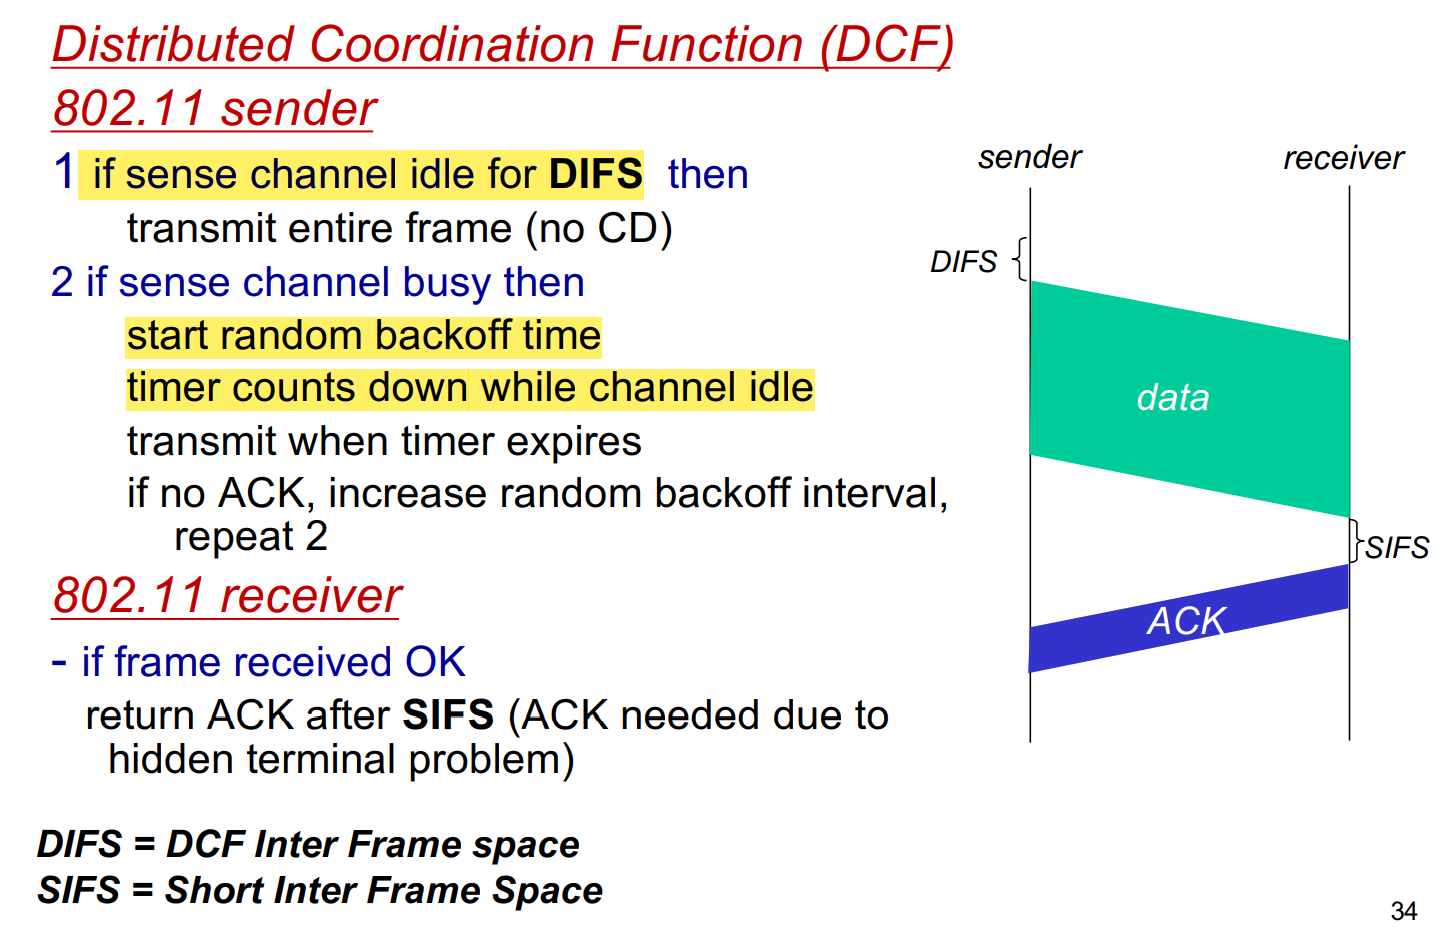 Distributed Coordination Function (DCF)
802.11 sender
1 if sense channel idle for DIFS then
transmit entire frame (no CD)
2 if sense channel busy then
start random backoff time
timer counts down while channel idle
transmit when timer expires
if no ACK, increase random backoff interval,
repeat 2
802.11 receiver
- if frame received OK
return ACK after SIFS (ACK needed due to
hidden terminal problem)
DIFS = DCF Inter Frame space
SIFS = Short Inter Frame Space
sender
receiver
DIFS
data
SIFS
ACK
34